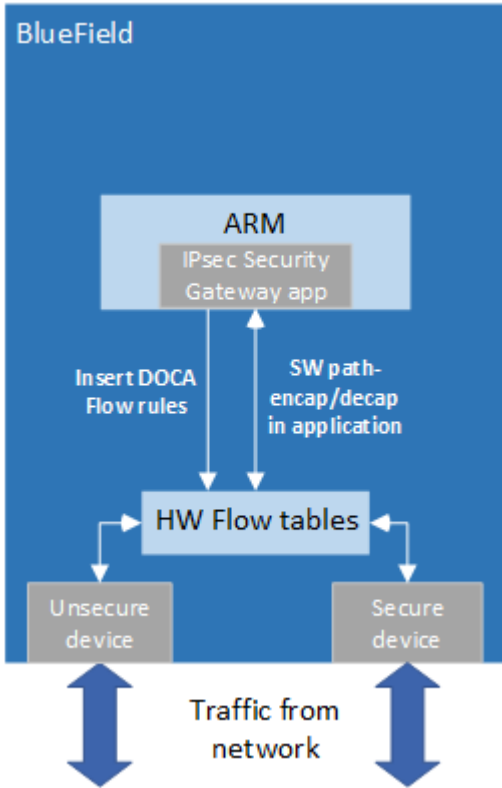 BlueField
ARM
IPsec Security
Gateway app
Insert DOCA
Flow rules
SW path-
encap/decap
in application
HW Flow tables
Unsecure
device
Secure
device
Traffic from
network